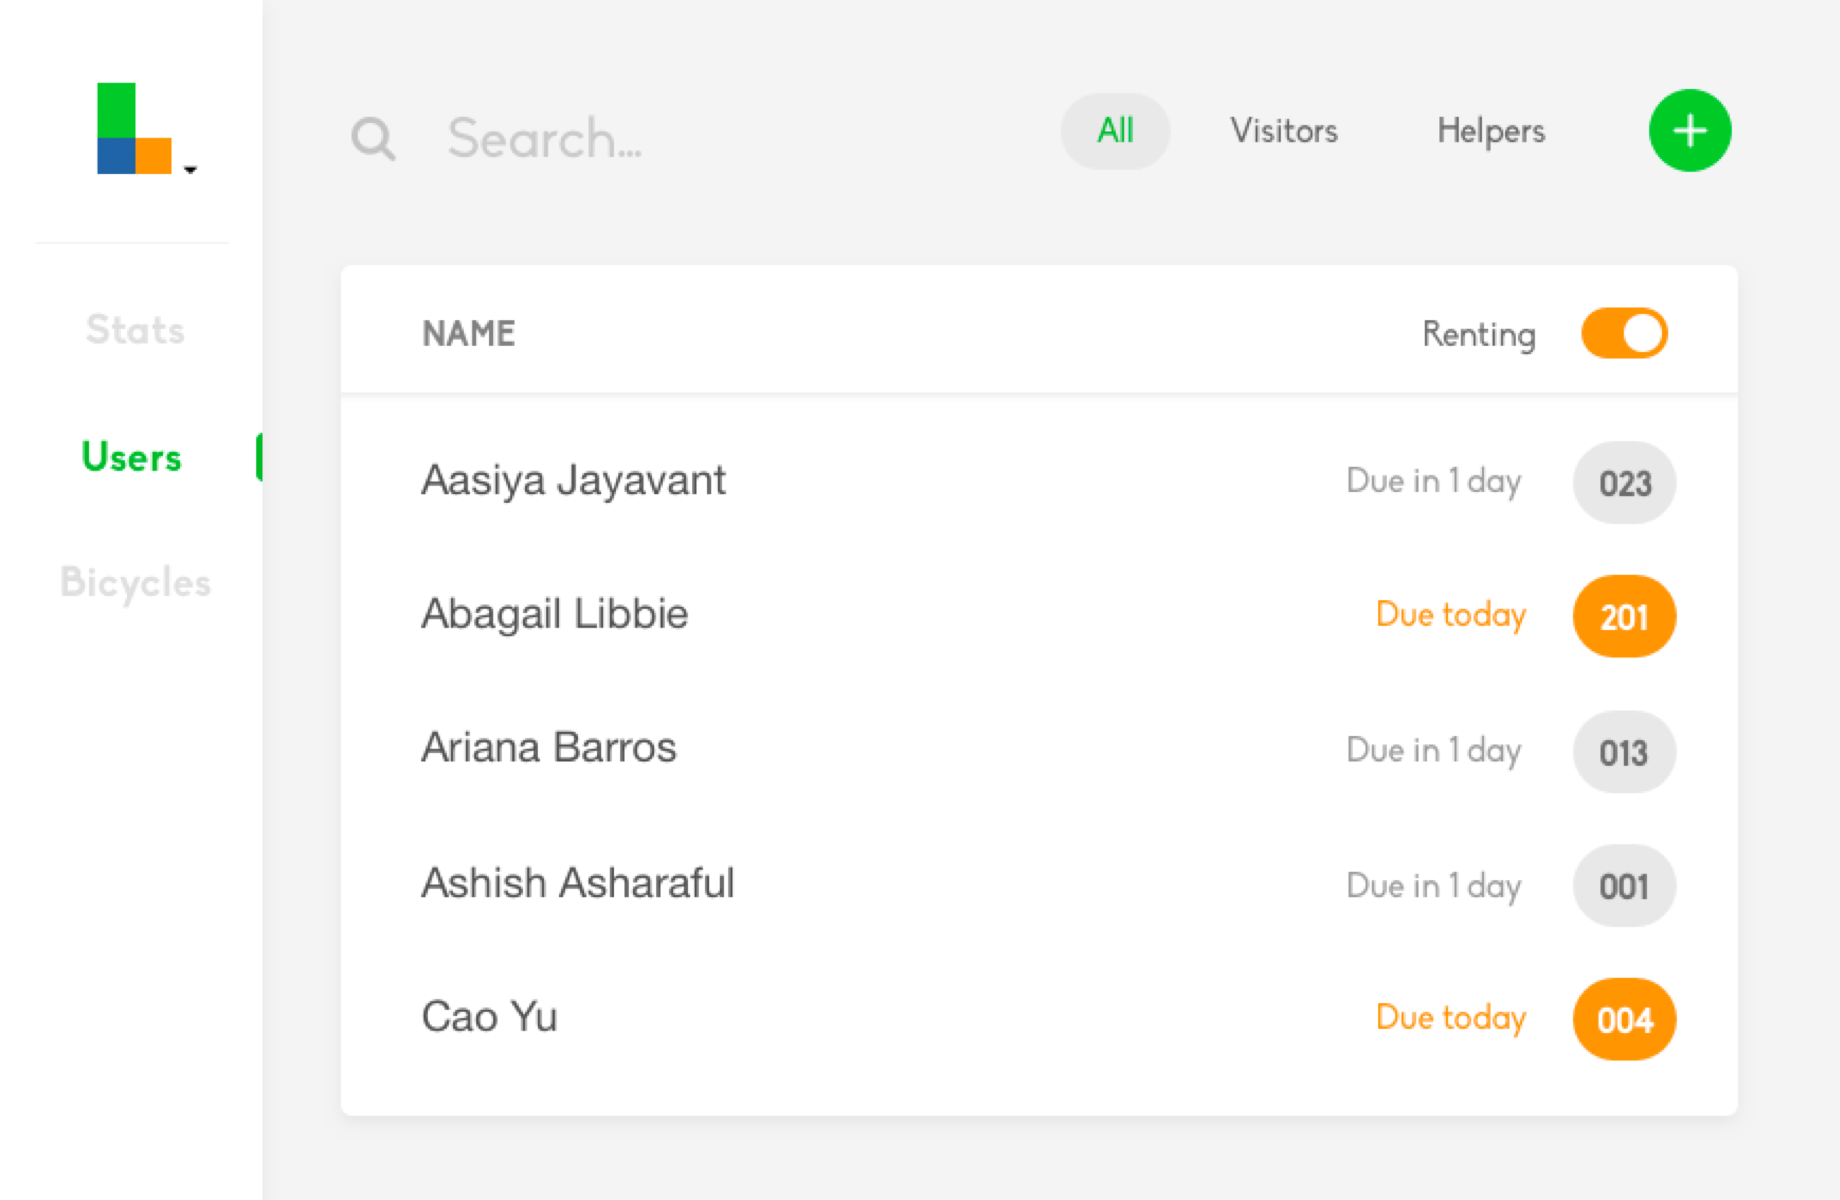 Search...
All
Visitors
Helpers
Stats
Users
Bicycles
NAME
Renting
Aasiya Jayavant
Due in 1 day
023
Abagail Libbie
Due today
201
Ariana Barros
Due in 1 day
013
Ashish Asharaful
Due in 1 day
001
Cao Yu
Due today
004